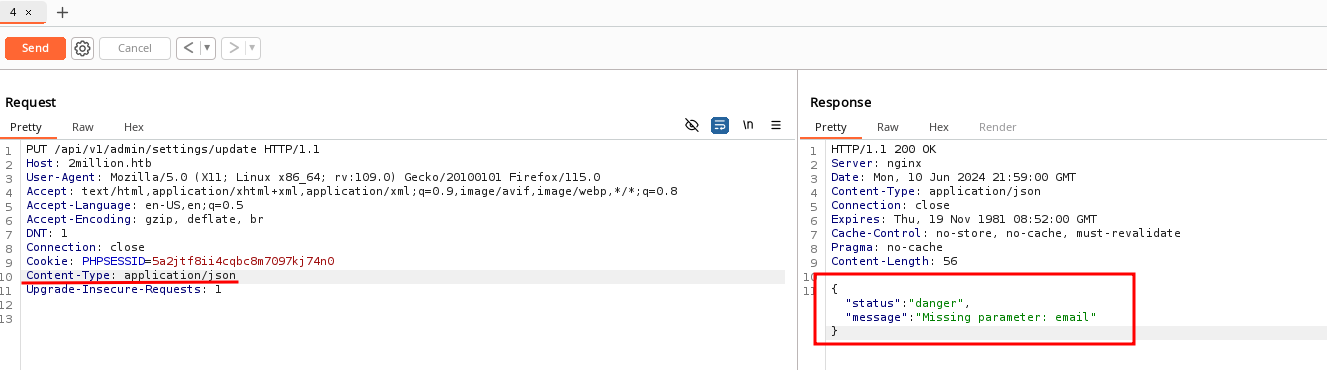 4 ×
Send Cancel < >
Request
Pretty Raw Hex \n
1 PUT /api/v1/admin/settings/update HTTP/1.1
2 Host: 2million.htb
3 User-Agent: Mozilla/5.0 (X11; Linux x86_64; rv:109.0) Gecko/20100101 Firefox/115.0
4 Accept: text/html,application/xhtml+xml,application/xml;q=0.9,image/avif,image/webp,*/*;q=0.8
5 Accept-Language: en-US,en;q=0.5
6 Accept-Encoding: gzip, deflate, br
7 DNT: 1
8 Connection: close
9 Cookie: PHPSESSID=5a2jtf8ii4cqbc8m7097kj74n0
10 Content-Type: application/json
11 Upgrade-Insecure-Requests: 1
12
13
Response
Pretty Raw Hex Render
1 HTTP/1.1 200 OK
2 Server: nginx
3 Date: Mon, 10 Jun 2024 21:59:00 GMT
4 Content-Type: application/json
5 Connection: close
6 Expires: Thu, 19 Nov 1981 08:52:00 GMT
7 Cache-Control: no-store, no-cache, must-revalidate
8 Pragma: no-cache
9 Content-Length: 56
10
11 {
"status":"danger",
"message":"Missing parameter: email"
}